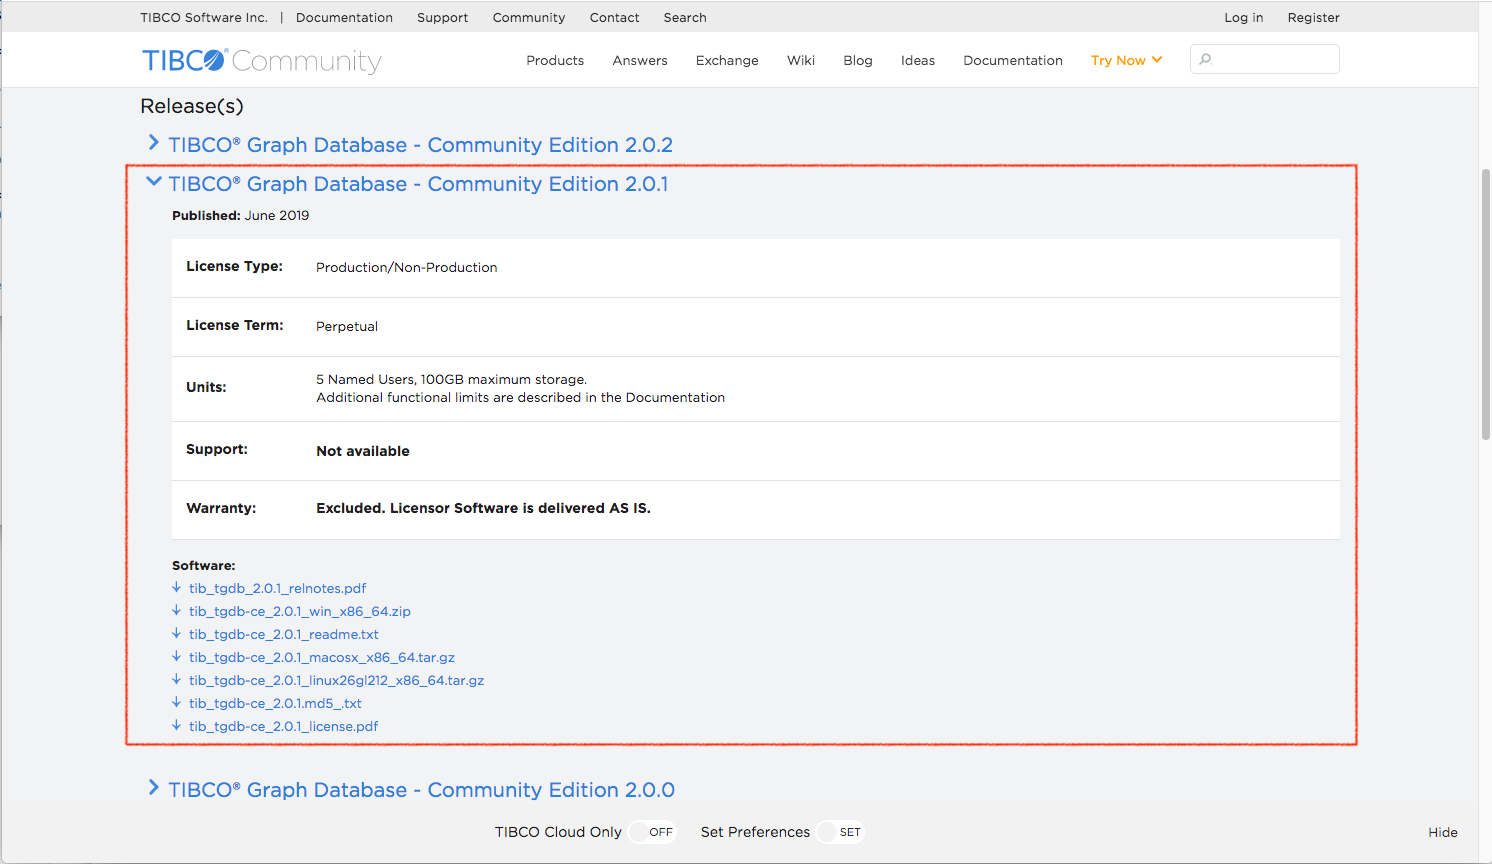 TIBCO Software Inc. | Documentation Support Community Contact Search Log in Register
TIBCO® Community Products Answers Exchange Wiki Blog Ideas Documentation Try Now
Release(s)
TIBCO® Graph Database - Community Edition 2.0.2
TIBCO® Graph Database - Community Edition 2.0.1
Published: June 2019
License Type: Production/Non-Production
License Term: Perpetual
Units: 5 Named Users, 100GB maximum storage.
Additional functional limits are described in the Documentation
Support: Not available
Warranty: Excluded. Licensor Software is delivered AS IS.
Software:
tib_tgdb_2.0.1_relnotes.pdf
tib_tgdb-ce_2.0.1_win_x86_64.zip
tib_tgdb-ce_2.0.1_readme.txt
tib_tgdb-ce_2.0.1_macosx_x86_64.tar.gz
tib_tgdb-ce_2.0.1_linux26gl212_x86_64.tar.gz
tib_tgdb-ce_2.0.1.md5_.txt
tib_tgdb-ce_2.0.1_license.pdf
TIBCO® Graph Database - Community Edition 2.0.0
TIBCO Cloud Only OFF Set Preferences SET Hide